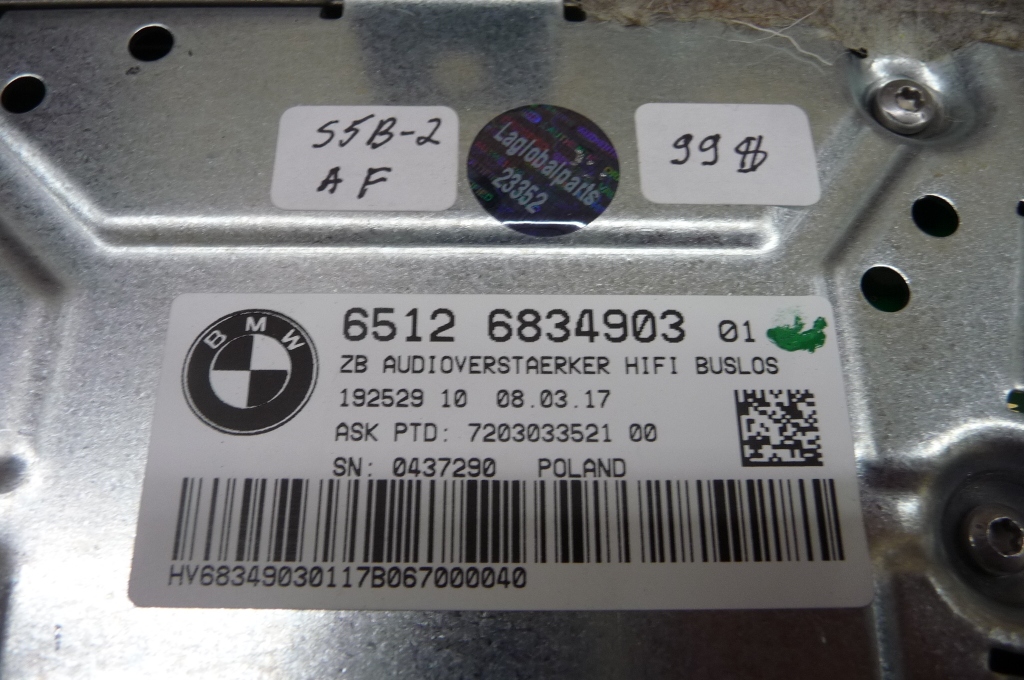 S5B-2
AF
Laglobalparts
23352
99$
BMW
6512 6834903 01
ZB AUDIOVERSTAERKER HIFI BUSLOS
192529 10 08.03.17
ASK PTD: 7203033521 00
SN: 0437290 POLAND
HV68349030117B067000040